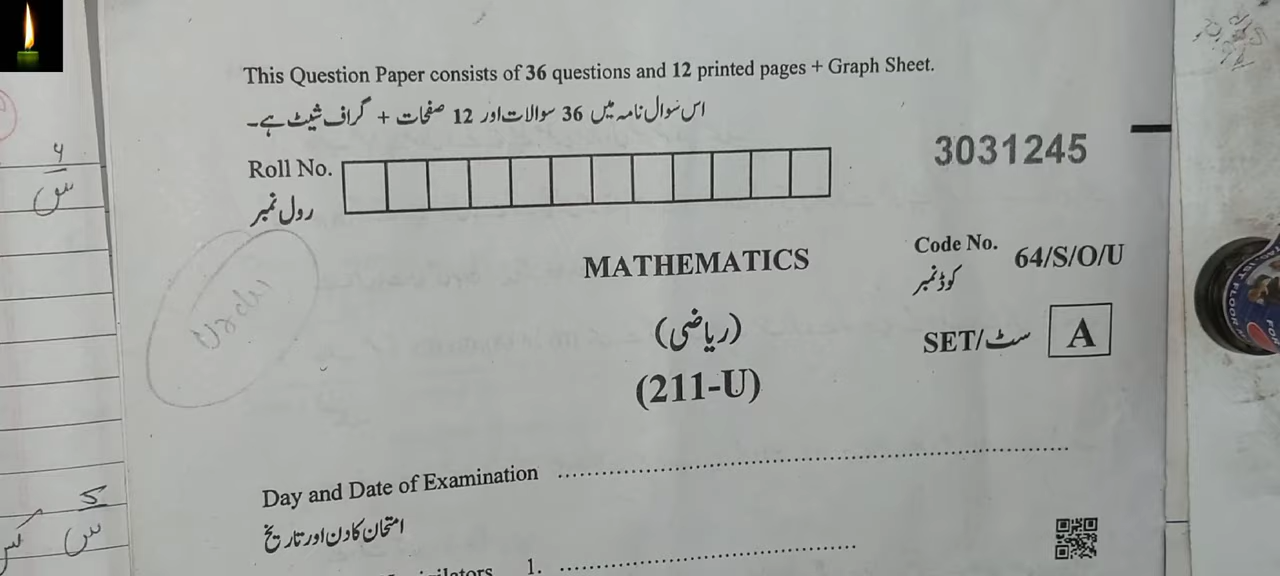 This Question Paper consists of 36 questions and 12 printed pages + Graph Sheet.
اس سوال نامہ میں 36 سوالات اور 12 صفحات + گراف شیٹ ہے۔
Roll No.
رول نمبر
3031245
Urdu
MATHEMATICS
(ریاضی)
(211-U)
Code No. 64/S/O/U
کوڈ نمبر
SET/سٹ A
Day and Date of Examination ........................................
امتحان کا دن اور تاریخ
1. ........................................